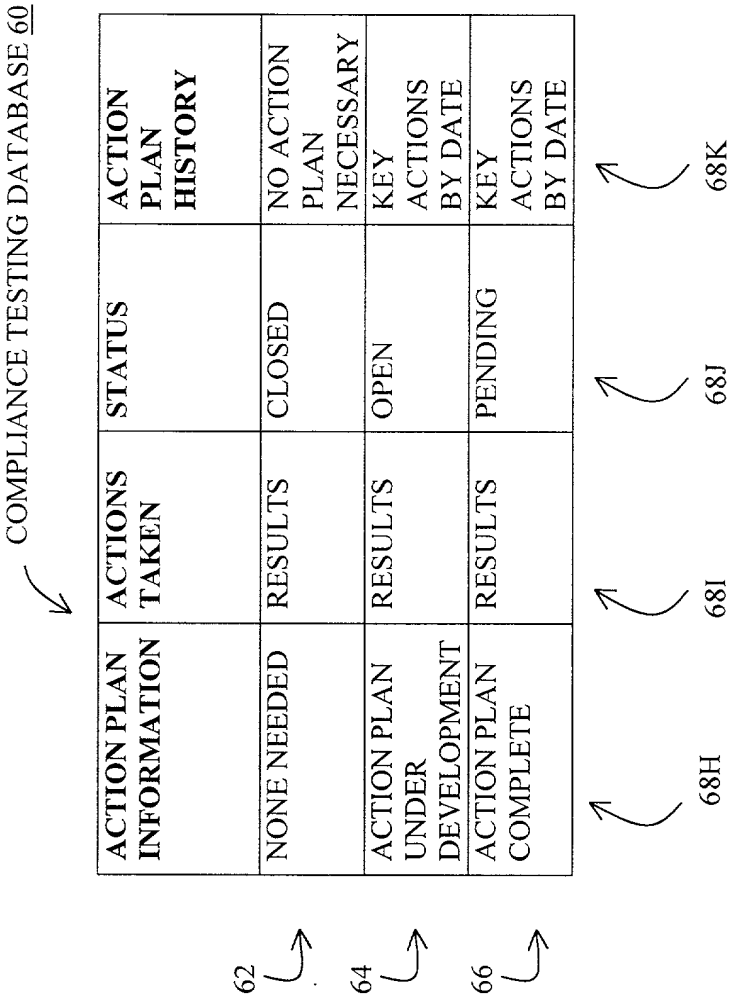 COMPLIANCE TESTING DATABASE 60
ACTION PLAN
INFORMATION
ACTIONS
TAKEN
STATUS
ACTION
PLAN
HISTORY
62
NONE NEEDED
RESULTS
CLOSED
NO ACTION
PLAN
NECESSARY
64
ACTION PLAN
UNDER
DEVELOPMENT
RESULTS
OPEN
KEY
ACTIONS
BY DATE
66
ACTION PLAN
COMPLETE
RESULTS
PENDING
KEY
ACTIONS
BY DATE
68H
68I
68J
68K